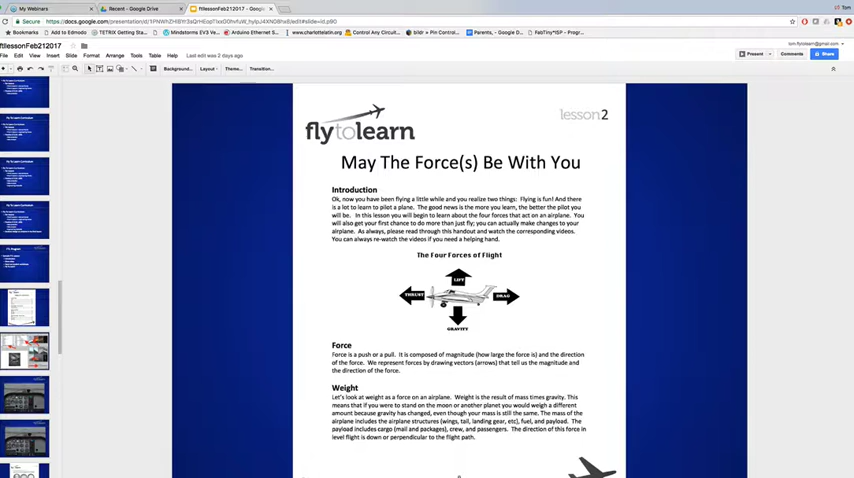 My Webinars
Recent - Google Drive
ftllessonFeb212017 - Goog
Tom
Secure
Bookmarks
My Embodors
TETRIX Getting Star
Mindstorms EV3 Ve
Arduino Ethernet S
www.charlottelatin.org
Control Any Circuit
bildr » Pin Control
Parents, - Google D
FabTiny*ISP - Progr
ftllessonFeb212017
tom.flytolearn@gmail.com
File Edit View Insert Slide Format Arrange Tools Table Help Last edit was 2 days ago
Present Comments Share
Background... Layout Theme... Transition...
flytolearn
lesson2
May The Force(s) Be With You
Introduction
Ok, now you have been flying a little while and you realize two things: Flying is fun! And there
is a lot to learn to pilot a plane. The good news is the more you learn, the better the pilot you
will be. In this lesson you will begin to learn about the four forces that act on an airplane. You
will also get your first chance to do more than just fly; you can actually make changes to your
airplane. As always, please read through this handout and watch the corresponding videos.
You can always re-watch the videos if you need a helping hand.
The Four Forces of Flight
LIFT
THRUST
DRAG
GRAVITY
Force
Force is a push or a pull. It is composed of magnitude (how large the force is) and the direction
of the force. We represent forces by drawing vectors (arrows) that tell us the magnitude and
the direction of the force.
Weight
Let's look at weight as a force on an airplane. Weight is the result of mass times gravity. This
means that if you were to stand on the moon or another planet you would weigh a different
amount because gravity has changed, even though your mass is still the same. The mass of the
airplane includes the airplane structures (wings, tail, landing gear, etc), fuel, and payload. The
payload includes cargo (mail and packages), crew, and passengers. The direction of this force in
level flight is down or perpendicular to the flight path.